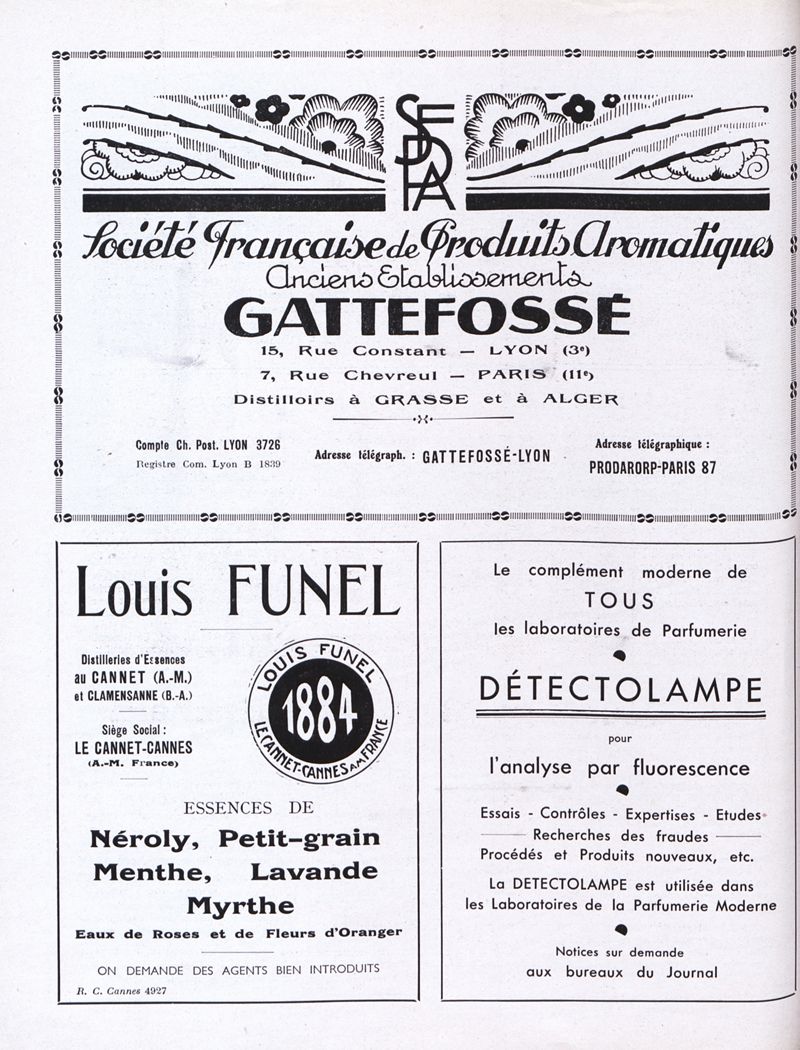 SFPA
Société Française de Produits Aromatiques
Anciens Etablissements
GATTEFOSSÉ
15, Rue Constant — LYON (3e)
7, Rue Chevreul — PARIS (11e)
Distilloirs à GRASSE et à ALGER
Compte Ch. Post. LYON 3726
Registre Com. Lyon B 1839
Adresse télégraph. : GATTEFOSSÉ-LYON
Adresse télégraphique :
PRODARORP-PARIS 87
Louis FUNEL
Distilleries d'Essences
au CANNET (A.-M.)
et CLAMENSANNE (B.-A.)
Siège Social :
LE CANNET-CANNES
(A.-M. France)
LOUIS FUNEL
1884
LE CANNET-CANNES AM FRANCE
ESSENCES DE
Néroly, Petit-grain
Menthe, Lavande
Myrthe
Eaux de Roses et de Fleurs d'Oranger
ON DEMANDE DES AGENTS BIEN INTRODUITS
R. C. Cannes 4927
Le complément moderne de
TOUS
les laboratoires de Parfumerie
DÉTECTOLAMPE
pour
l'analyse par fluorescence
Essais - Contrôles - Expertises - Etudes
Recherches des fraudes
Procédés et Produits nouveaux, etc.
La DETECTOLAMPE est utilisée dans
les Laboratoires de la Parfumerie Moderne
Notices sur demande
aux bureaux du Journal